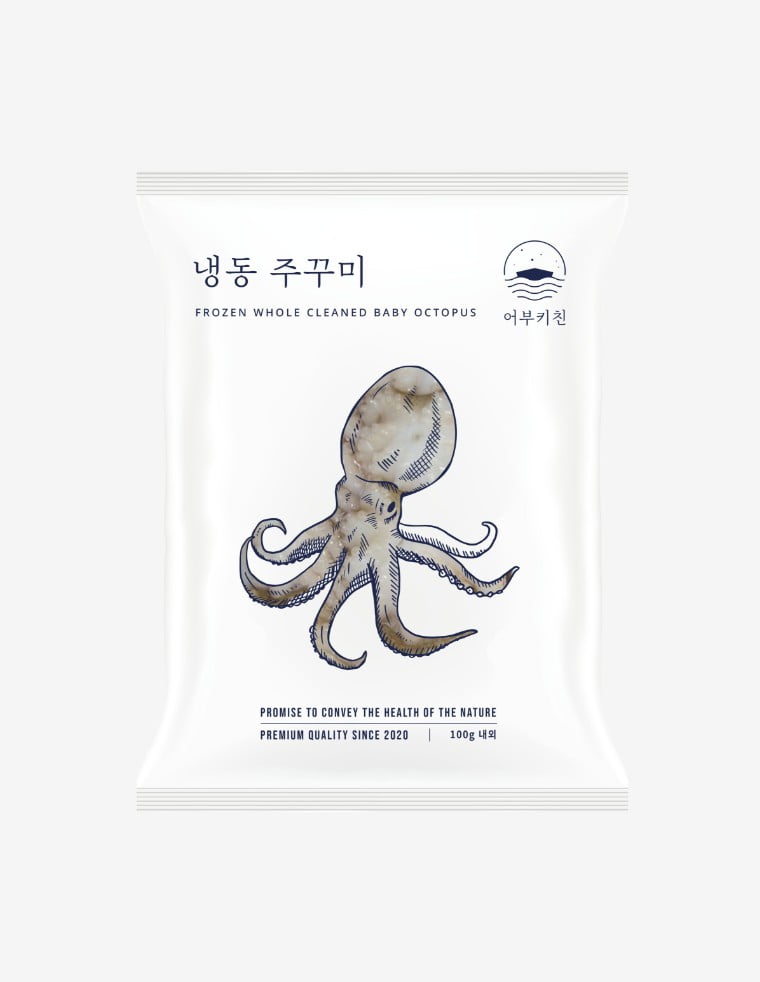 냉동 주꾸미
FROZEN WHOLE CLEANED BABY OCTOPUS
어부키친
PROMISE TO CONVEY THE HEALTH OF THE NATURE
PREMIUM QUALITY SINCE 2020 | 100g 내외